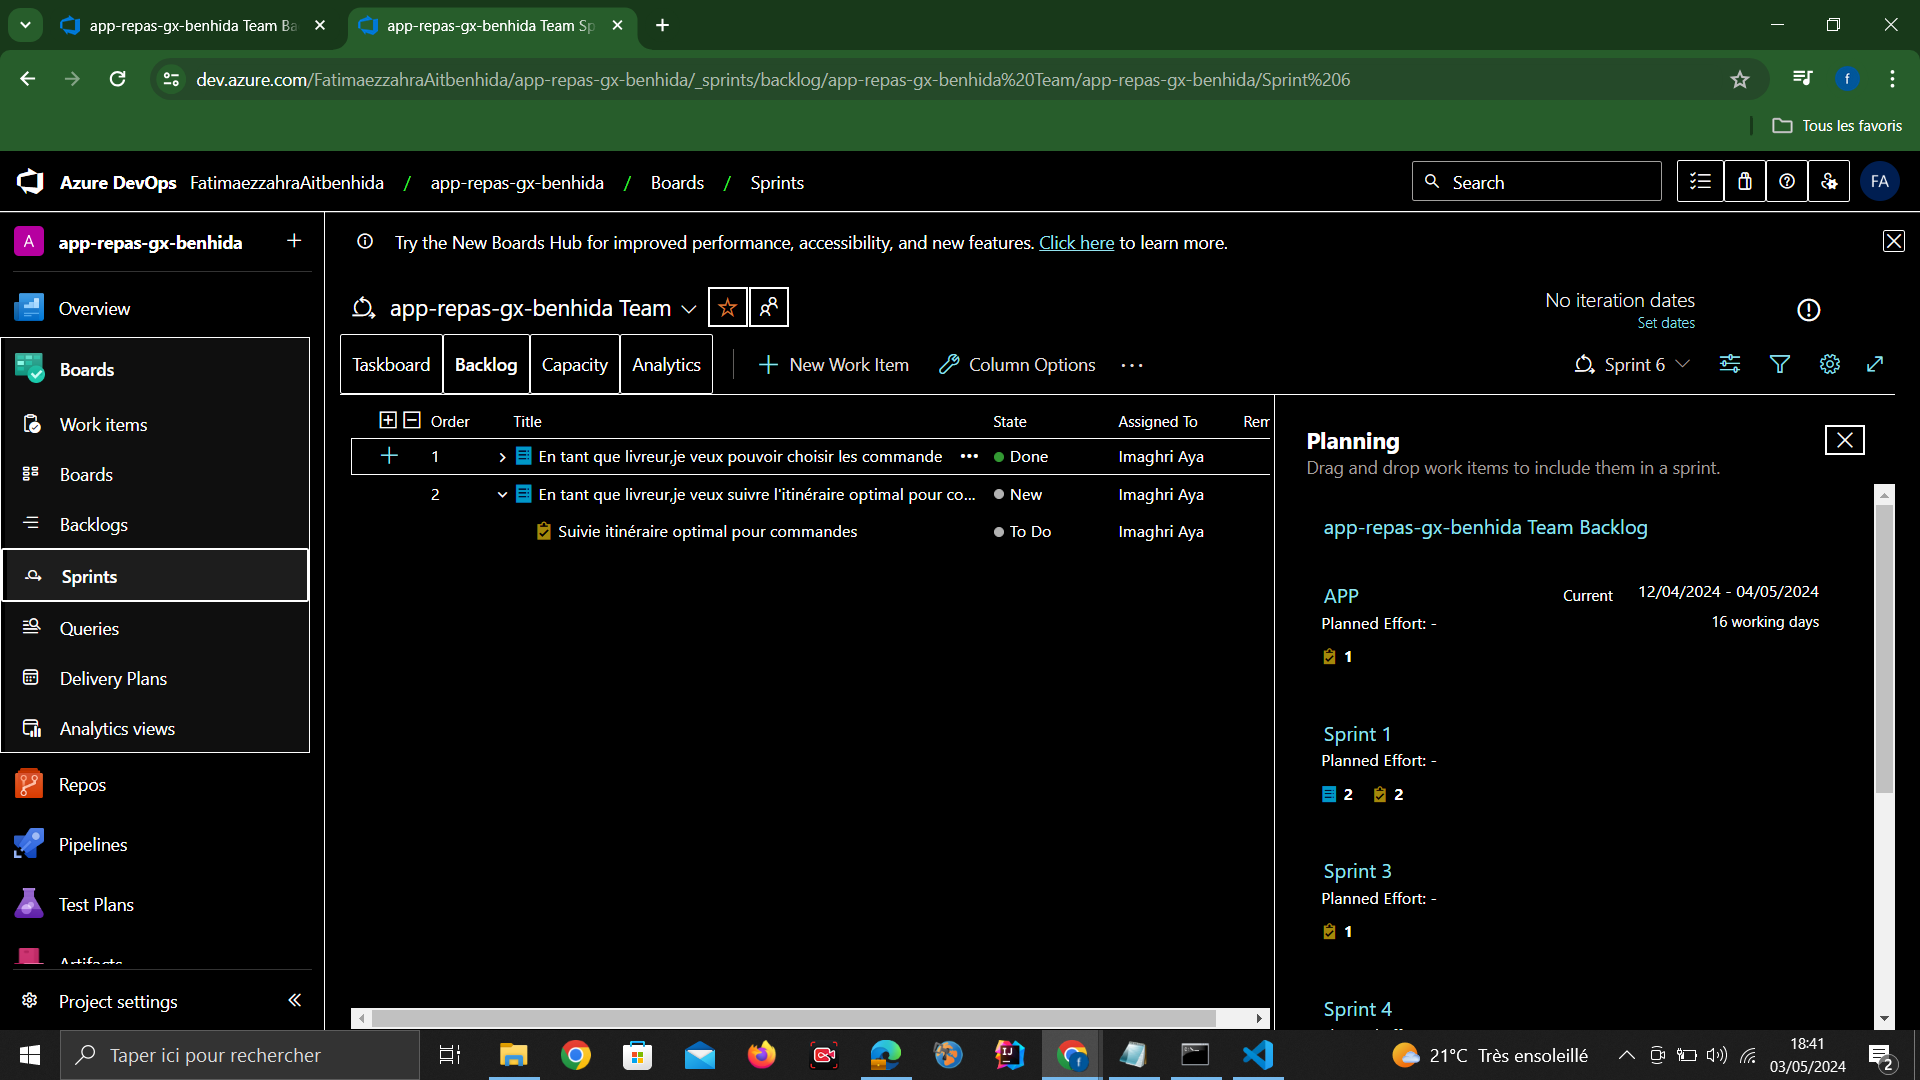 app-repas-gx-benhida Team Ba
app-repas-gx-benhida Team Sp
dev.azure.com/FatimaezzahraAitbenhida/app-repas-gx-benhida/_sprints/backlog/app-repas-gx-benhida%20Team/app-repas-gx-benhida/Sprint%206
f
Tous les favoris
Azure DevOps FatimaezzahraAitbenhida / app-repas-gx-benhida / Boards / Sprints
Search
FA
A app-repas-gx-benhida
Try the New Boards Hub for improved performance, accessibility, and new features. Click here to learn more.
Overview
Boards
Work items
Boards
Backlogs
Sprints
Queries
Delivery Plans
Analytics views
Repos
Pipelines
Test Plans
Artifacts
Project settings
app-repas-gx-benhida Team
No iteration dates
Set dates
Taskboard Backlog Capacity Analytics
New Work Item
Column Options
Sprint 6
Order Title State Assigned To Rem
1 En tant que livreur,je veux pouvoir choisir les commande Done Imaghri Aya
2 En tant que livreur,je veux suivre l'itinéraire optimal pour co... New Imaghri Aya
Suivie itinéraire optimal pour commandes To Do Imaghri Aya
Planning
Drag and drop work items to include them in a sprint.
app-repas-gx-benhida Team Backlog
APP Current 12/04/2024 - 04/05/2024
Planned Effort: - 16 working days
1
Sprint 1
Planned Effort: -
2 2
Sprint 3
Planned Effort: -
1
Sprint 4
Taper ici pour rechercher
21°C Très ensoleillé
18:41
03/05/2024
2